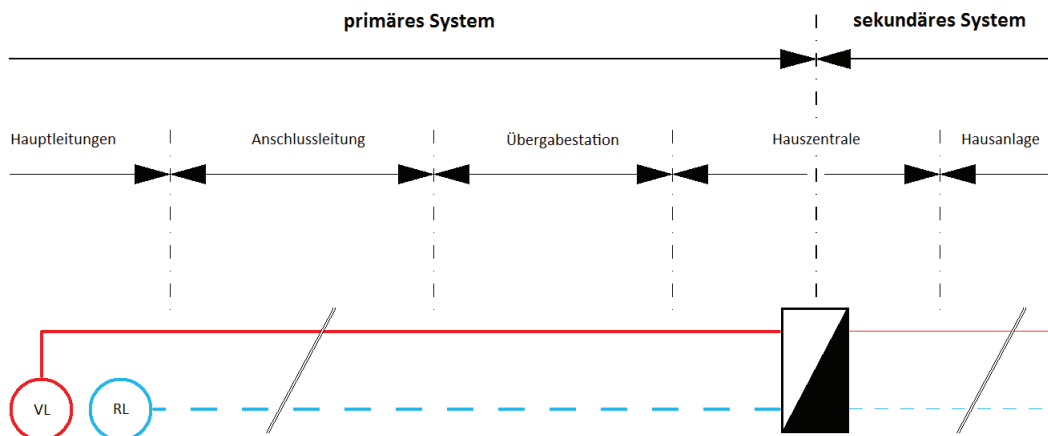 primäres System
sekundäres System
Hauptleitungen
Anschlussleitung
Übergabestation
Hauszentrale
Hausanlage
VL
RL